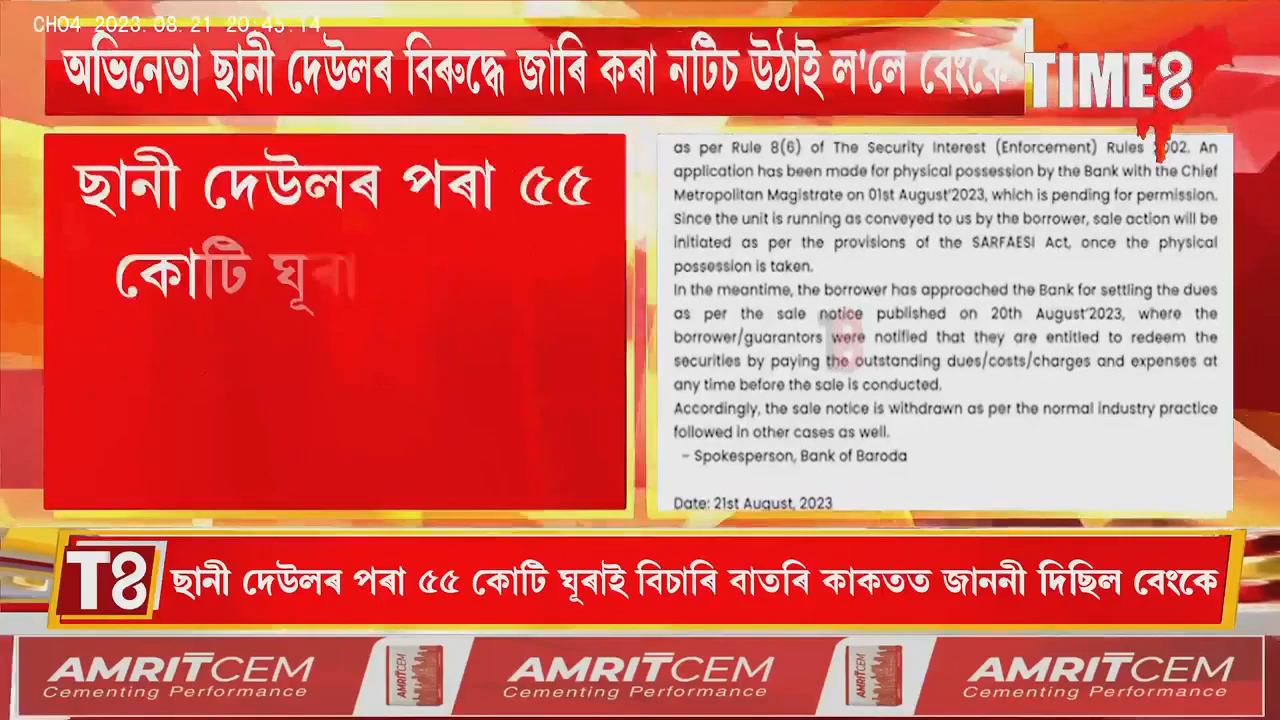 CH04 2023.08.21 20:45:14
অভিনেতা ছানী দেউলৰ বিৰুদ্ধে জাৰি কৰা নটিচ উঠাই ল'লে বেংকে
TIME8
ছানী দেউলৰ পৰা ৫৫
কোটি ঘূৰা
as per Rule 8(6) of The Security Interest (Enforcement) Rules 2002. An
application has been made for physical possession by the Bank with the Chief
Metropolitan Magistrate on 01st August'2023, which is pending for permission.
Since the unit is running as conveyed to us by the borrower, sale action will be
initiated as per the provisions of the SARFAESI Act, once the physical
possession is taken.
In the meantime, the borrower has approached the Bank for settling the dues
as per the sale notice published on 20th August'2023, where the
borrower/guarantors were notified that they are entitled to redeem the
securities by paying the outstanding dues/costs/charges and expenses at
any time before the sale is conducted.
Accordingly, the sale notice is withdrawn as per the normal industry practice
followed in other cases as well.
– Spokesperson, Bank of Baroda
Date: 21st August, 2023
T8 ছানী দেউলৰ পৰা ৫৫ কোটি ঘূৰাই বিচাৰি বাতৰি কাকতত জাননী দিছিল বেংকে
AMRITCEM AMRITCEM AMRITCEM
Cementing Performance Cementing Performance Cementing Performance